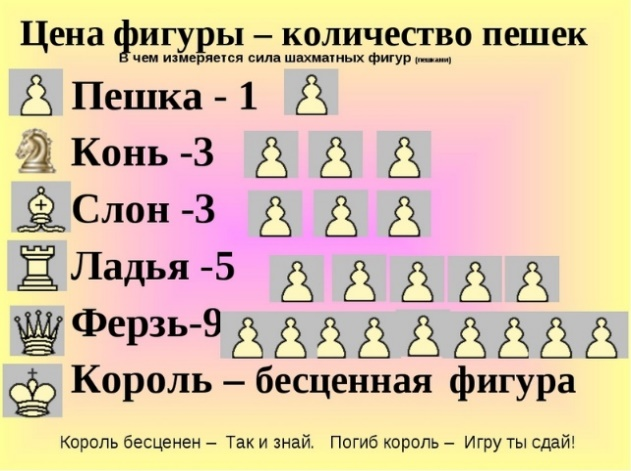 Цена фигуры – количество пешек
В чем измеряется сила шахматных фигур (пешками)
Пешка - 1
Конь -3
Слон -3
Ладья -5
Ферзь-9
Король – бесценная фигура
Король бесценен – Так и знай. Погиб король – Игру ты сдай!